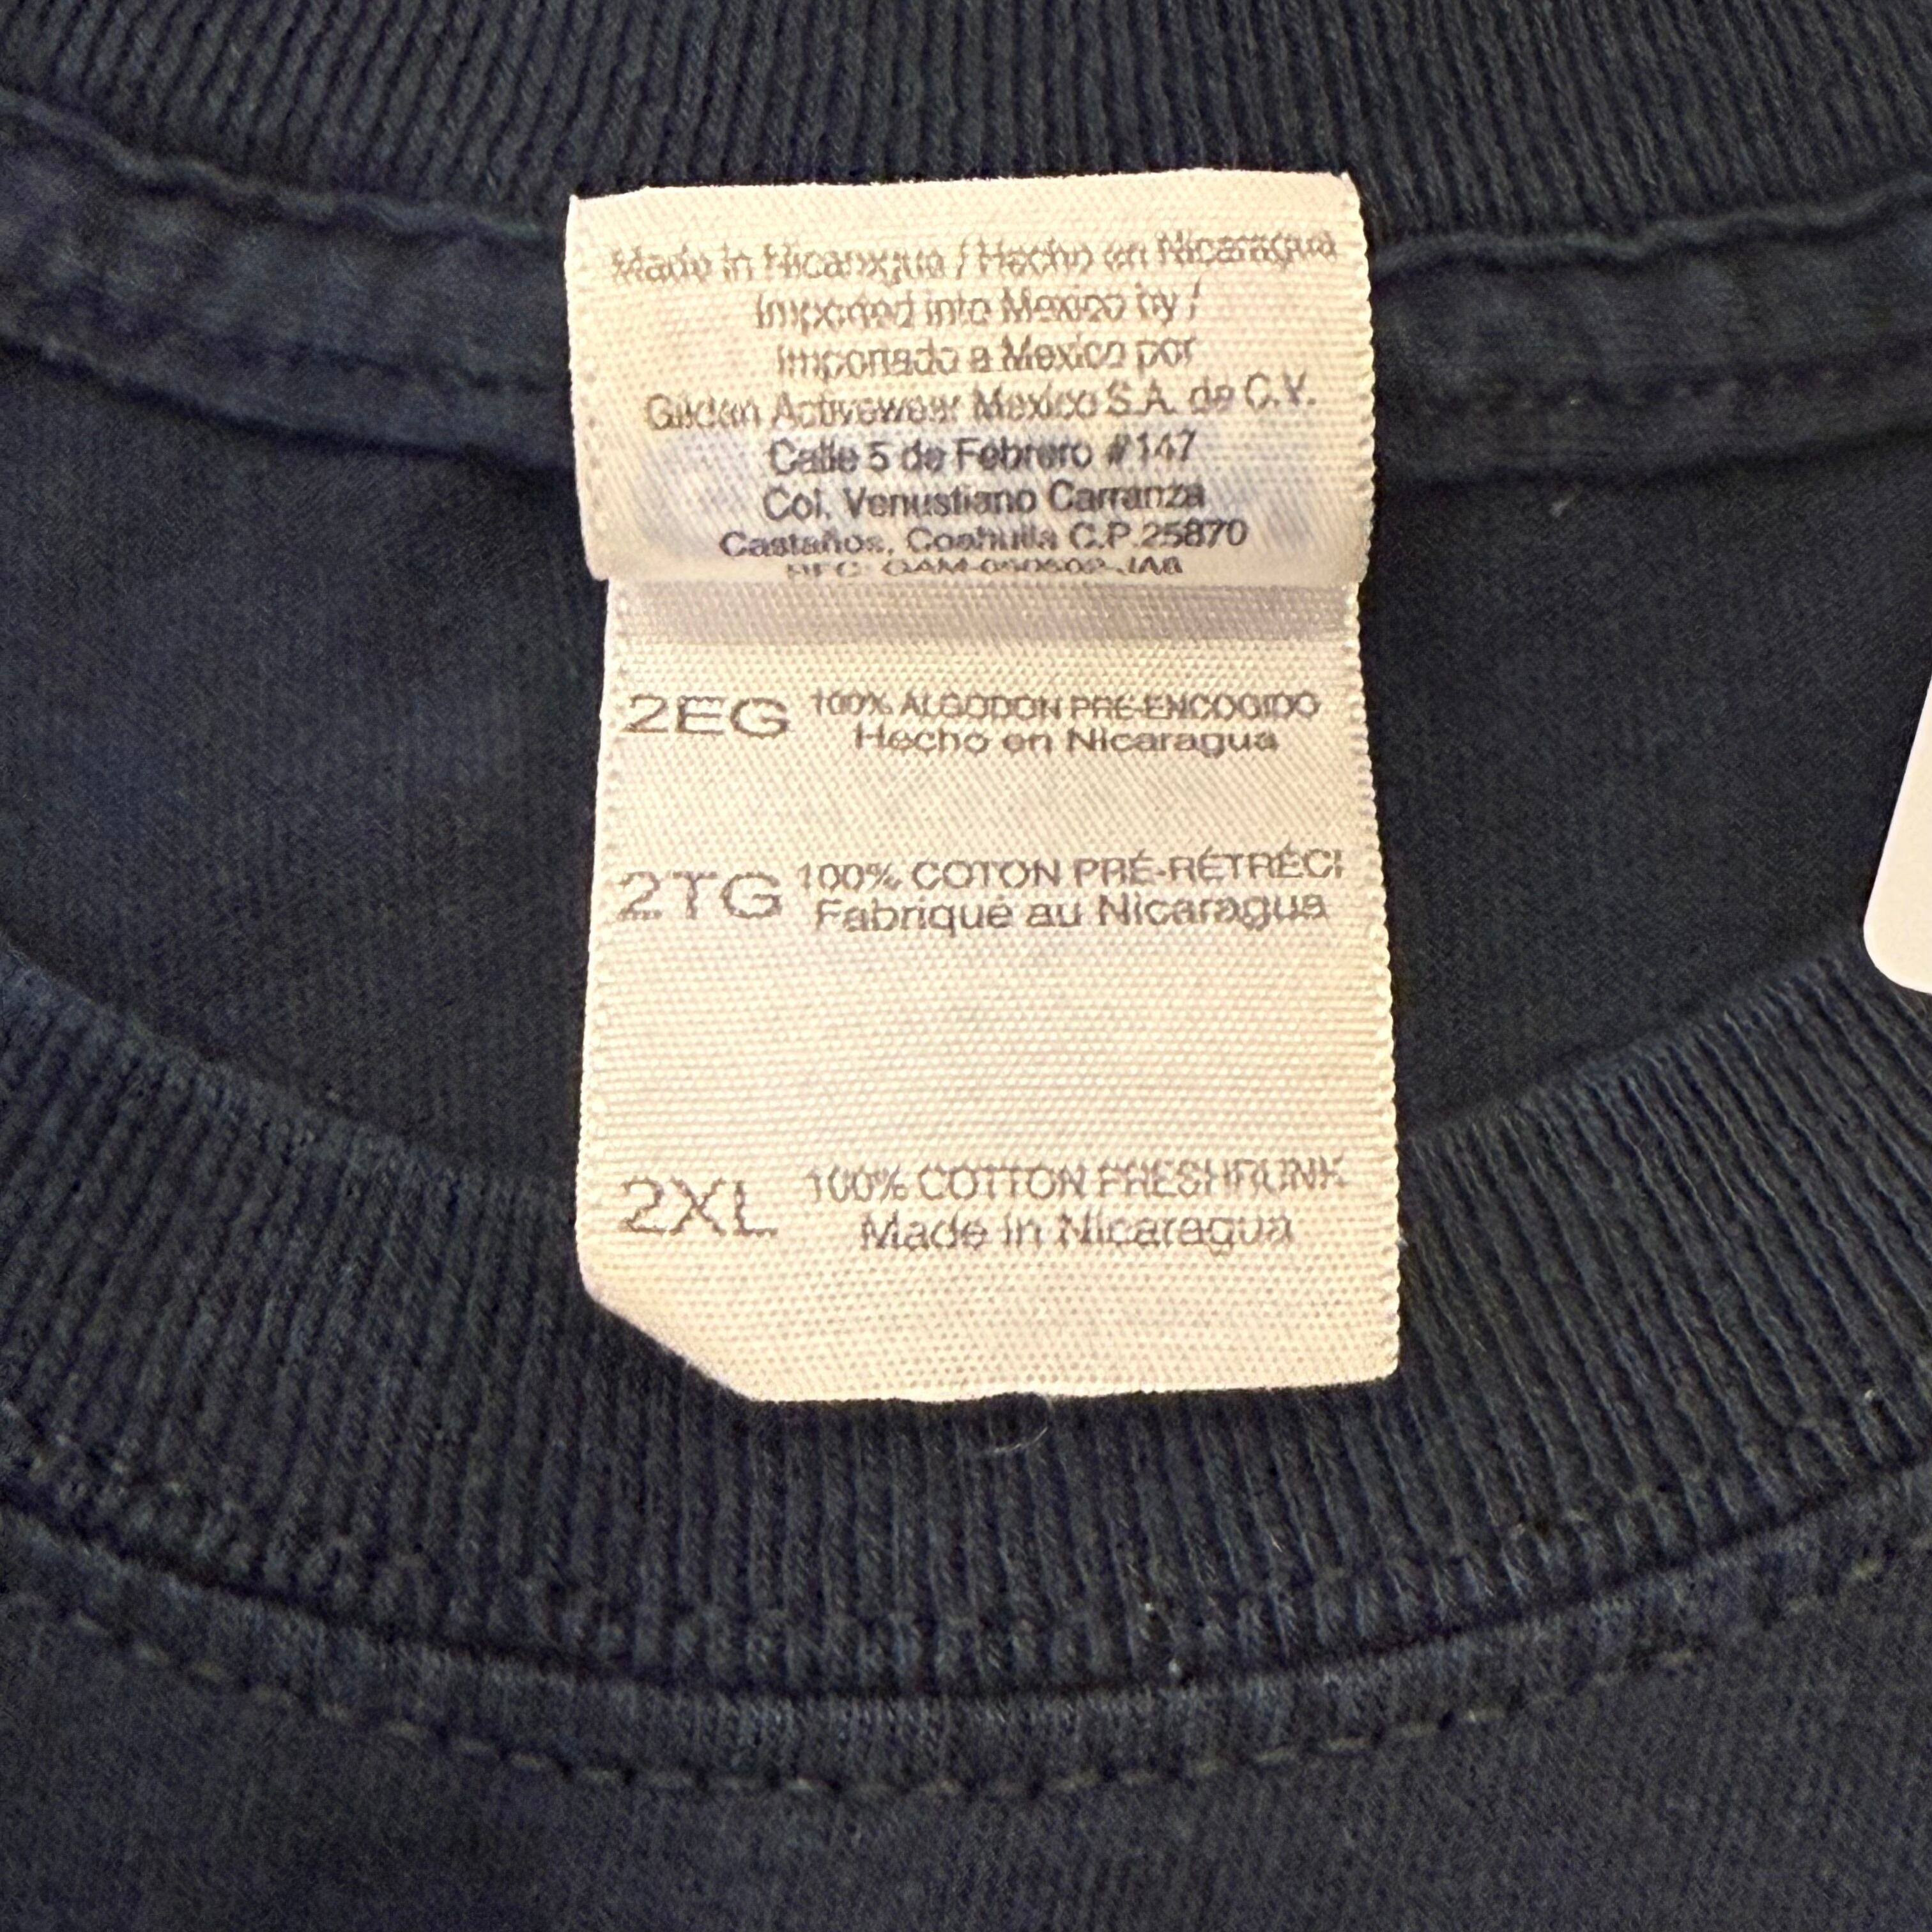 Made in Nicaragua / Hecho en Nicaragua
Imported into Mexico by /
Importado a Mexico por
Gildan Activewear Mexico S.A. de C.V.
Calle 5 de Febrero #147
Col. Venustiano Carranza
Castaños, Coahuila C.P.25870
RFC:
2EG 100% ALGODON PRE-ENCOGIDO
Hecho en Nicaragua
2TG 100% COTON PRÉ-RÉTRÉCI
Fabriqué au Nicaragua
2XL 100% COTTON PRESHRUNK
Made in Nicaragua